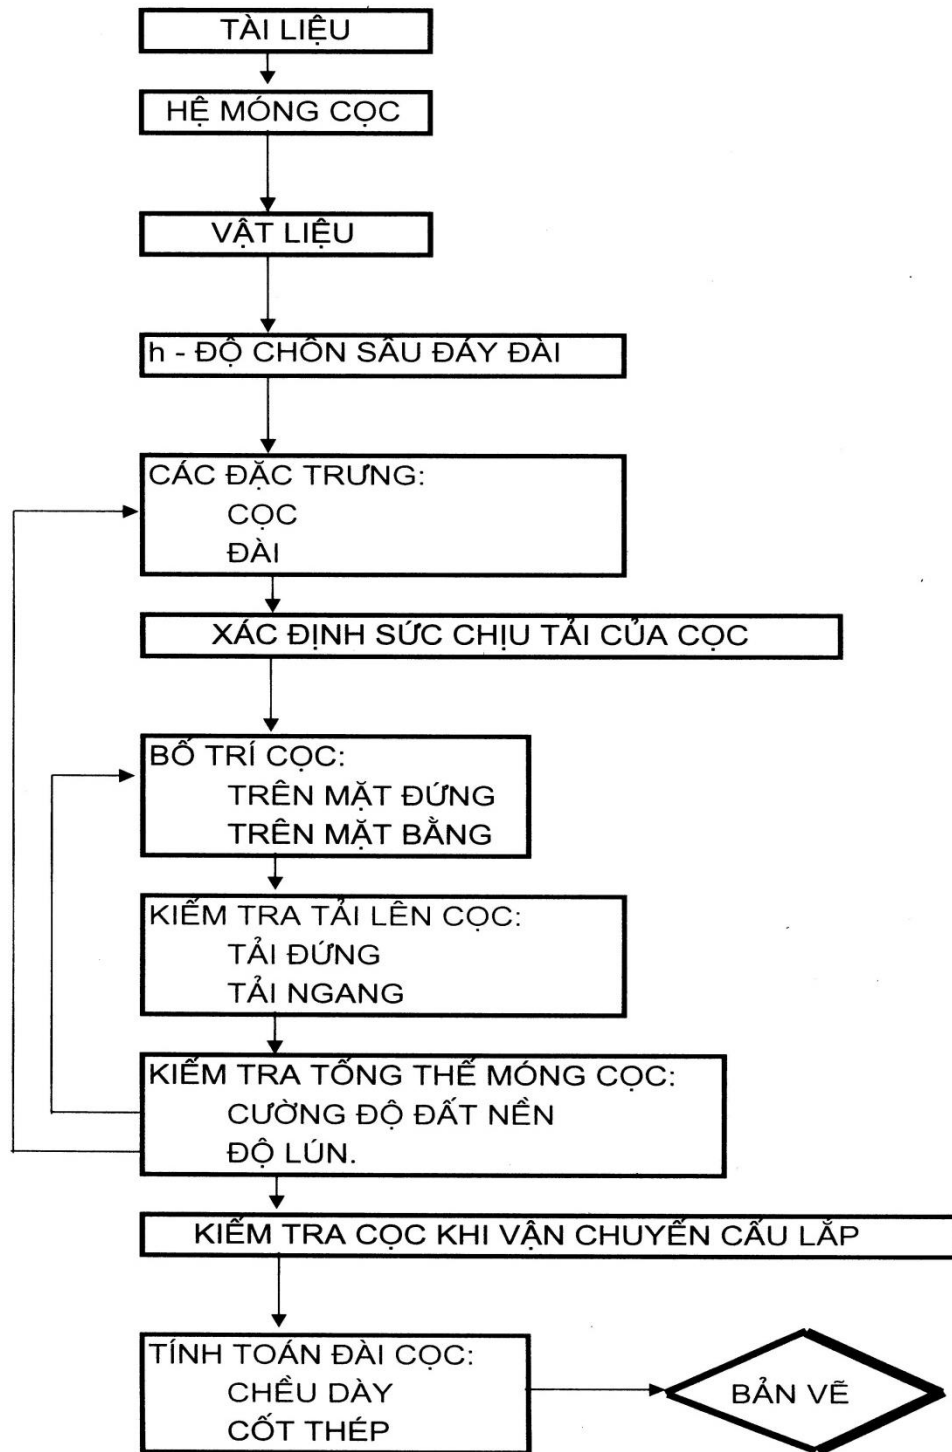 TÀI LIỆU
HỆ MÓNG CỌC
VẬT LIỆU
h - ĐỘ CHÔN SÂU ĐÁY ĐÀI
CÁC ĐẶC TRƯNG:
CỌC
ĐÀI
XÁC ĐỊNH SỨC CHỊU TẢI CỦA CỌC
BỐ TRÍ CỌC:
TRÊN MẶT ĐỨNG
TRÊN MẶT BẰNG
KIỂM TRA TẢI LÊN CỌC:
TẢI ĐỨNG
TẢI NGANG
KIỂM TRA TỔNG THỂ MÓNG CỌC:
CƯỜNG ĐỘ ĐẤT NỀN
ĐỘ LÚN.
KIỂM TRA CỌC KHI VẬN CHUYỂN CẨU LẮP
TÍNH TOÁN ĐÀI CỌC:
CHỀU DÀY
CỐT THÉP
BẢN VẼ